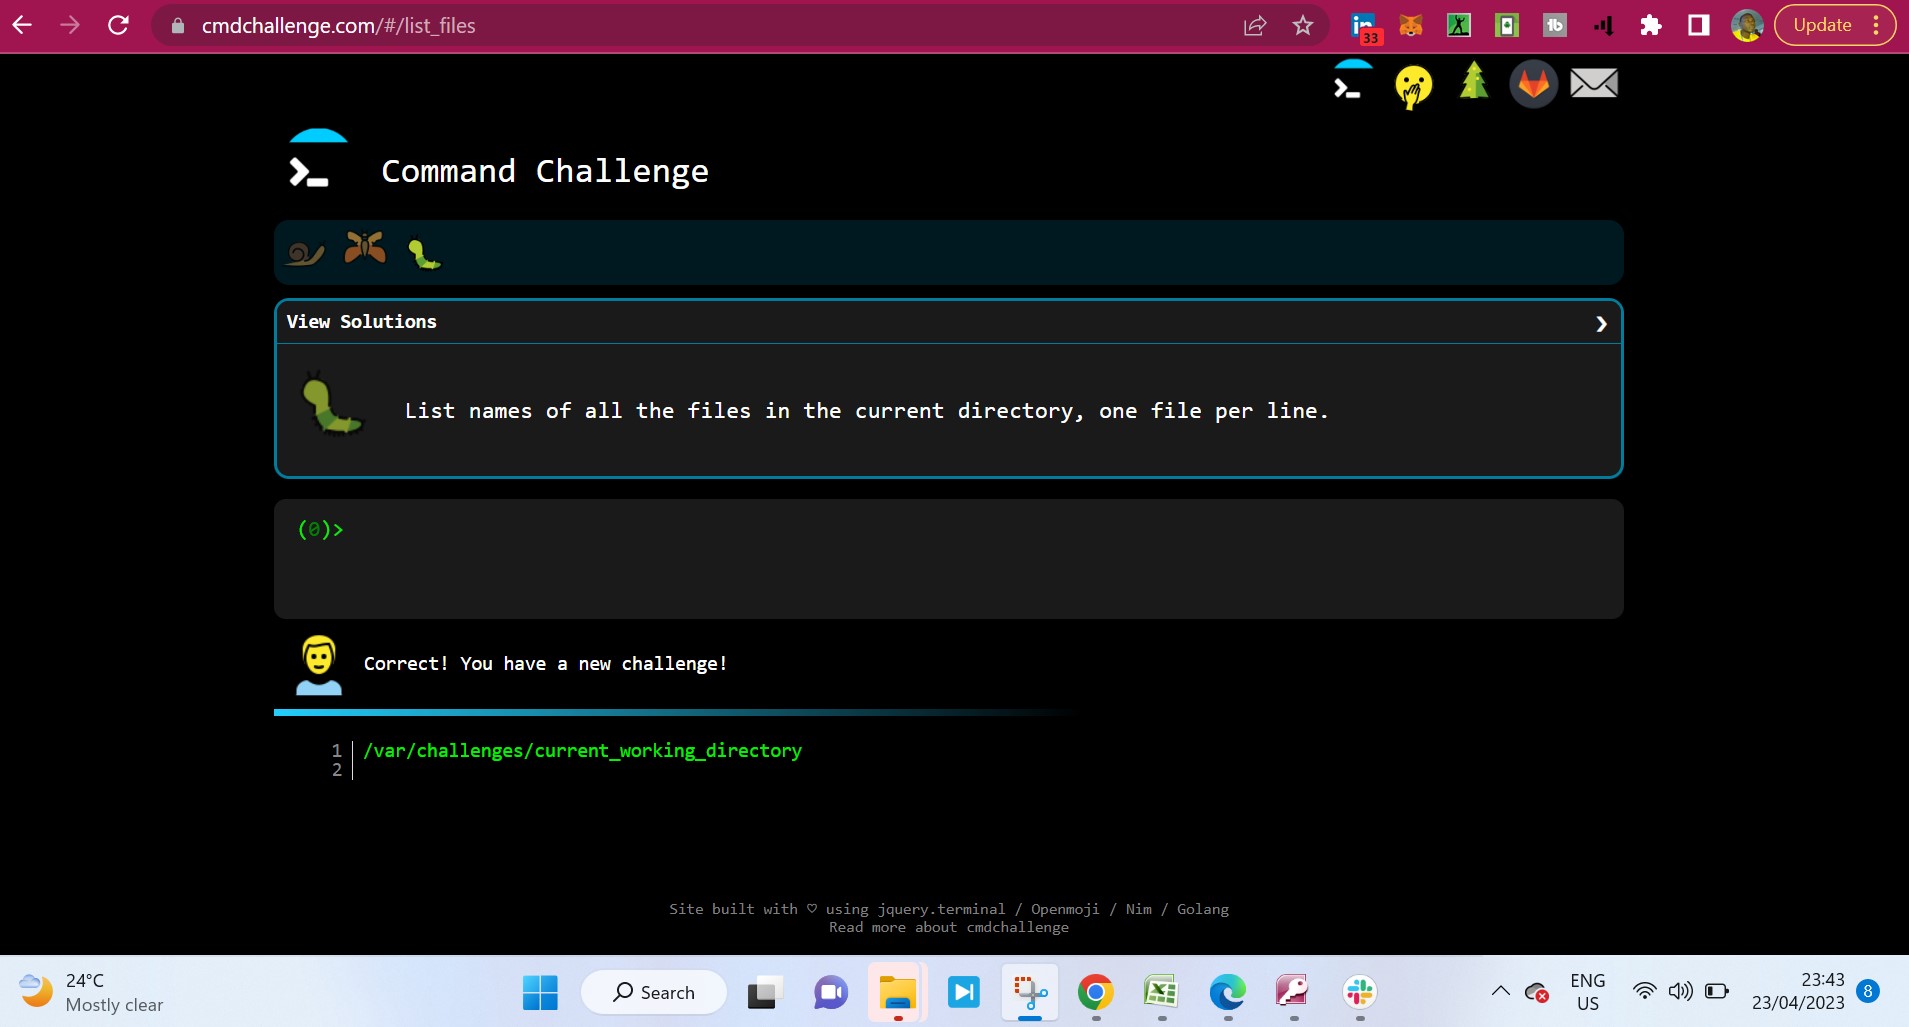 cmdchallenge.com/#/list_files
33
1b
Update
Command Challenge
View Solutions
List names of all the files in the current directory, one file per line.
(0)>
Correct! You have a new challenge!
1 /var/challenges/current_working_directory
2
Site built with ♡ using jquery.terminal / Openmoji / Nim / Golang
Read more about cmdchallenge
24°C
Mostly clear
Search
ENG
US
23:43
23/04/2023
8